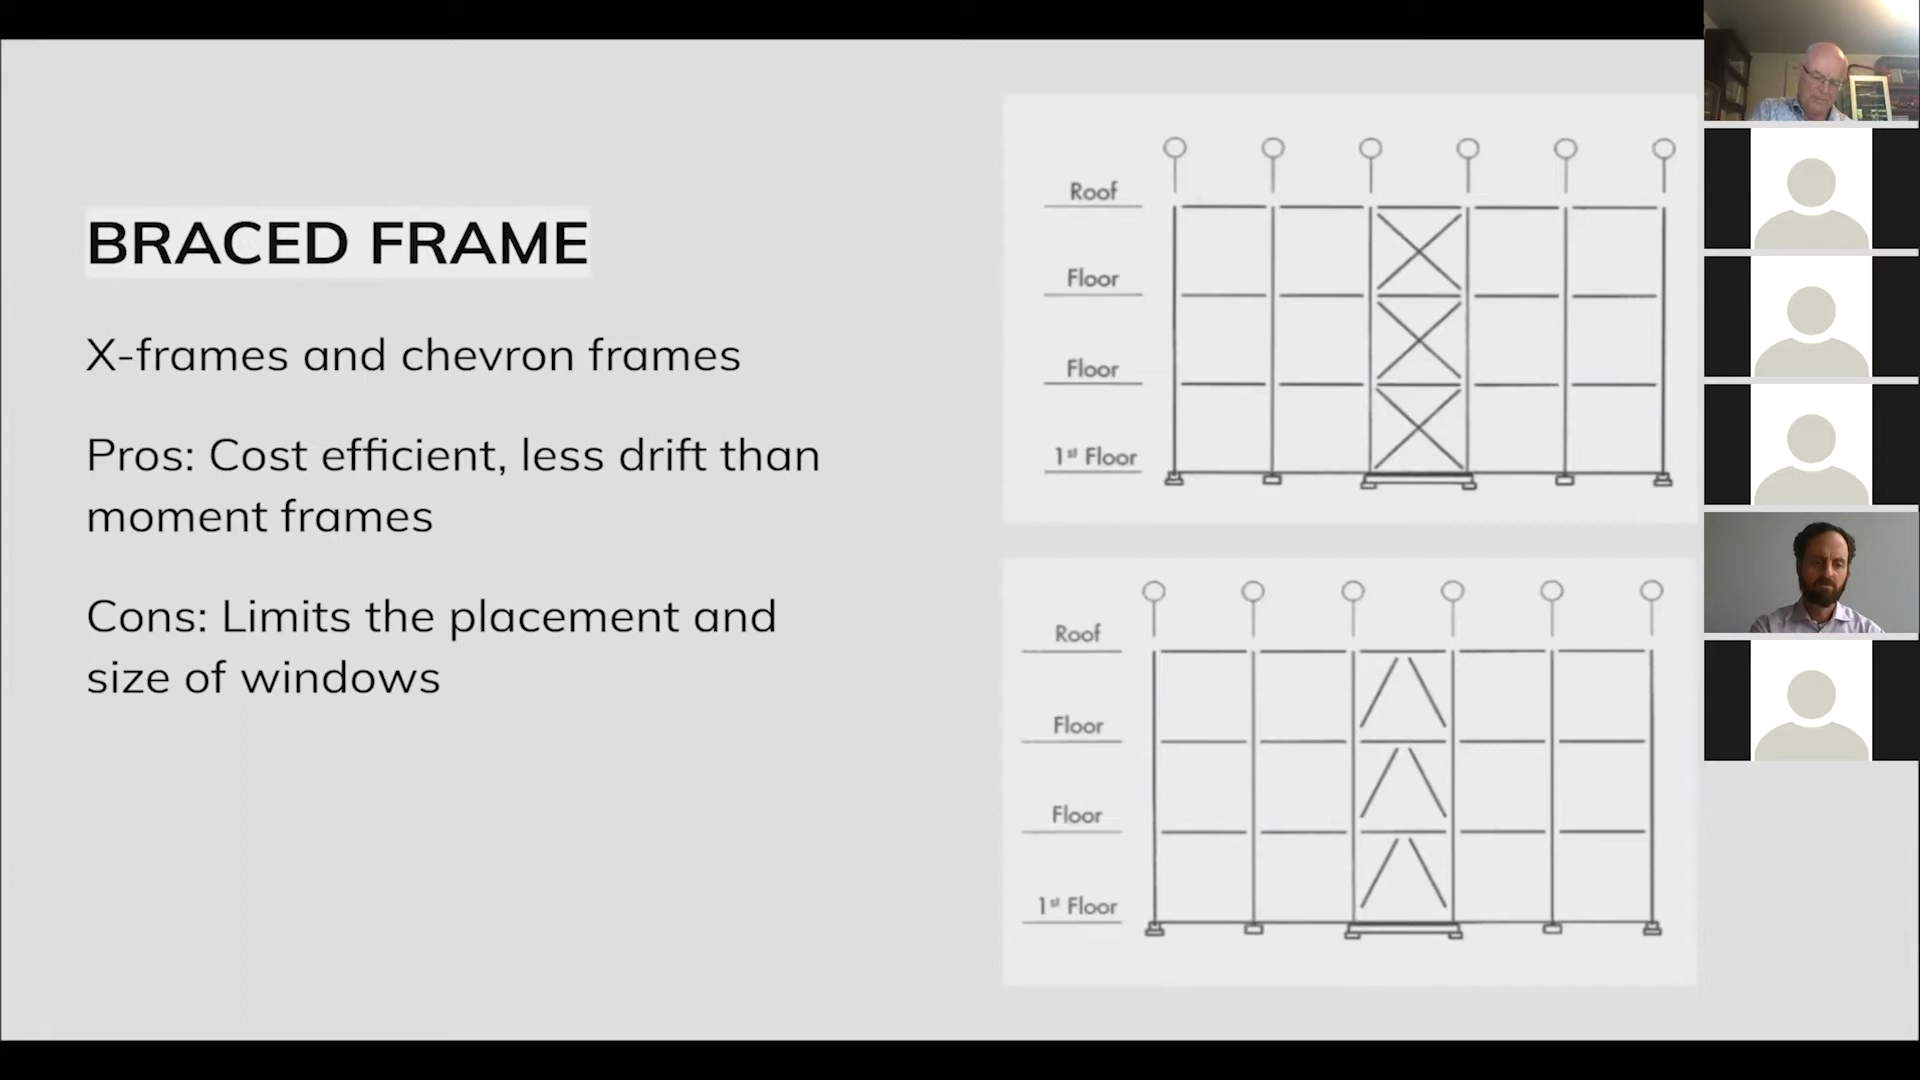 BRACED FRAME
X-frames and chevron frames
Pros: Cost efficient, less drift than
moment frames
Cons: Limits the placement and
size of windows
Roof
Floor
Floor
1st Floor
Roof
Floor
Floor
1st Floor